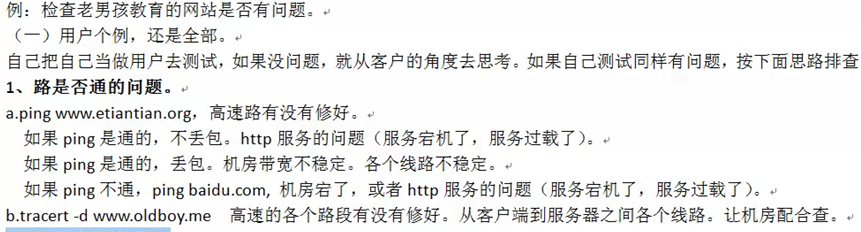 例：检查老男孩教育的网站是否有问题。
（一）用户个例，还是全部。
自己把自己当做用户去测试，如果没问题，就从客户的角度去思考。如果自己测试同样有问题，按下面思路排查
1、路是否通的问题。
a.ping www.etiantian.org，高速路有没有修好。
如果 ping 是通的，不丢包。http 服务的问题（服务宕机了，服务过载了）。
如果 ping 是通的，丢包。机房带宽不稳定。各个线路不稳定。
如果 ping 不通，ping baidu.com, 机房宕了，或者 http 服务的问题（服务宕机了，服务过载了）。
b.tracert -d www.oldboy.me 高速的各个路段有没有修好。从客户端到服务器之间各个线路。让机房配合查。